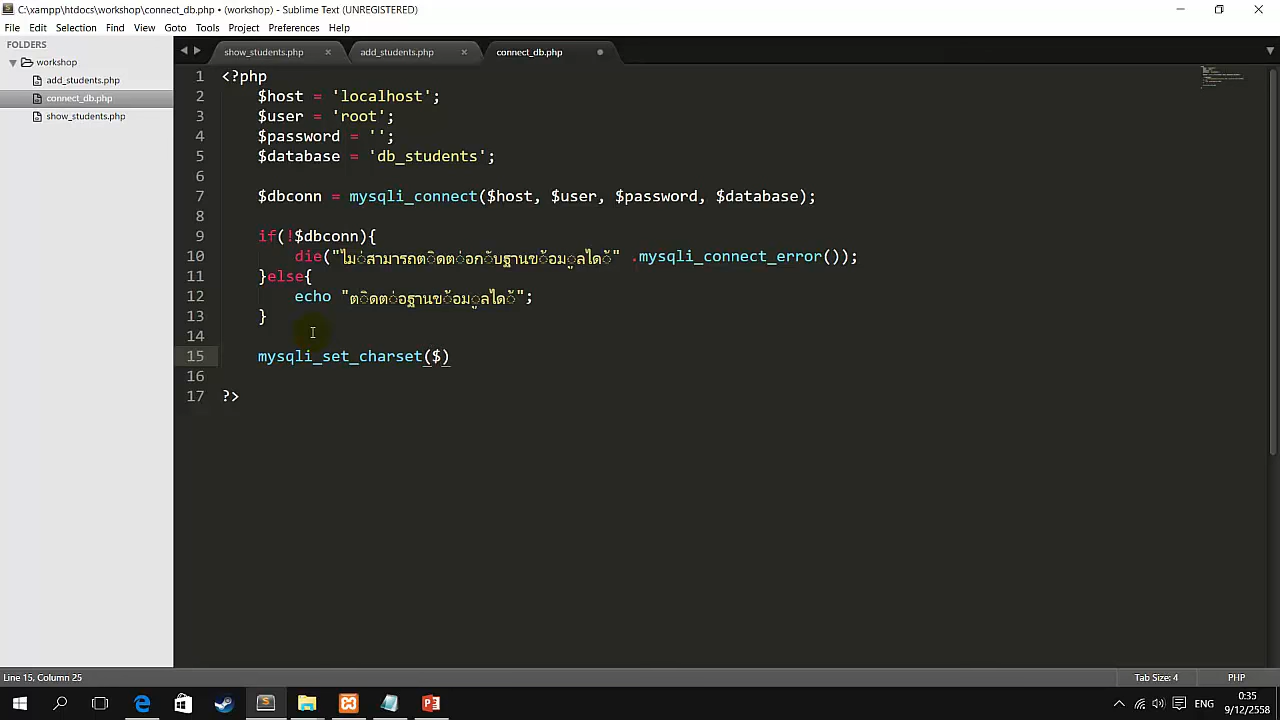 C:\xampp\htdocs\workshop\connect_db.php • (workshop) - Sublime Text (UNREGISTERED)
File Edit Selection Find View Goto Tools Project Preferences Help
FOLDERS
workshop
add_students.php
connect_db.php
show_students.php
show_students.php × add_students.php × connect_db.php
1 <?php
2 $host = 'localhost';
3 $user = 'root';
4 $password = '';
5 $database = 'db_students';
6
7 $dbconn = mysqli_connect($host, $user, $password, $database);
8
9 if(!$dbconn){
10 die("ไม่สามารถติดต่อกับฐานข้อมูลได้" .mysqli_connect_error());
11 }else{
12 echo "ติดต่อฐานข้อมูลได้";
13 }
14
15 mysqli_set_charset($)
16
17 ?>
Line 15, Column 25
Tab Size: 4
PHP
ENG
0:35
9/12/2558